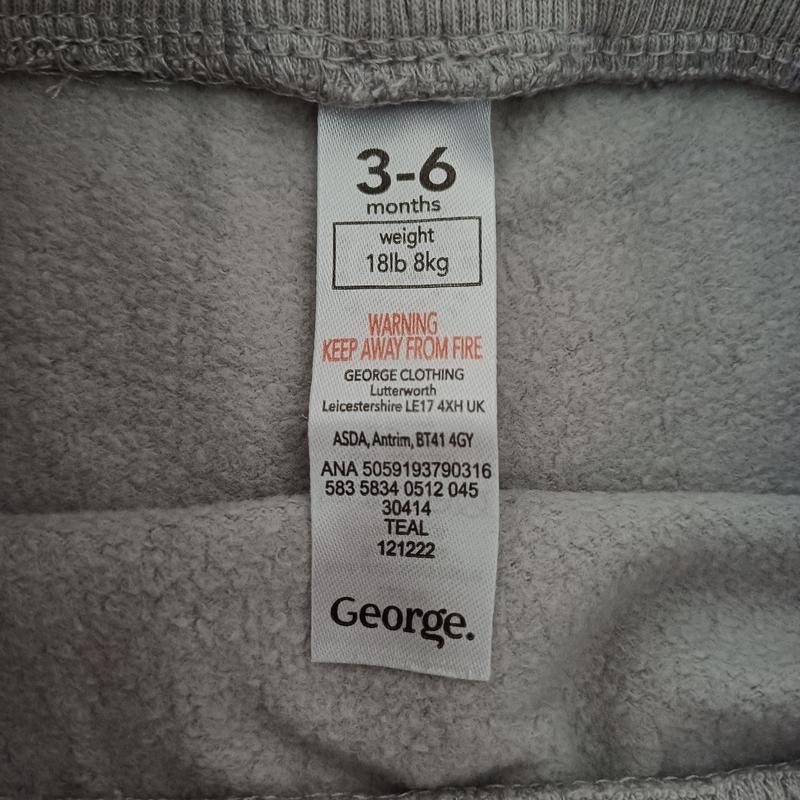 3-6
months
weight
18lb 8kg
WARNING
KEEP AWAY FROM FIRE
GEORGE CLOTHING
Lutterworth
Leicestershire LE17 4XH UK
ASDA, Antrim, BT41 4GY
ANA 5059193790316
583 5834 0512 045
30414
TEAL
121222
George.